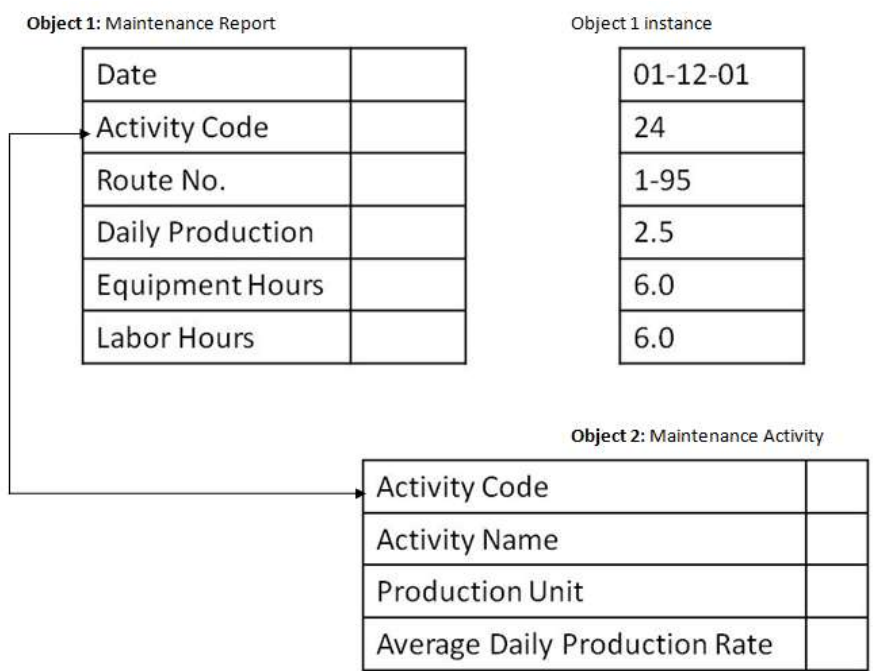 Object 1: Maintenance Report
Object 1 instance
Date
01-12-01
Activity Code
24
Route No.
1-95
Daily Production
2.5
Equipment Hours
6.0
Labor Hours
6.0
Object 2: Maintenance Activity
Activity Code
Activity Name
Production Unit
Average Daily Production Rate